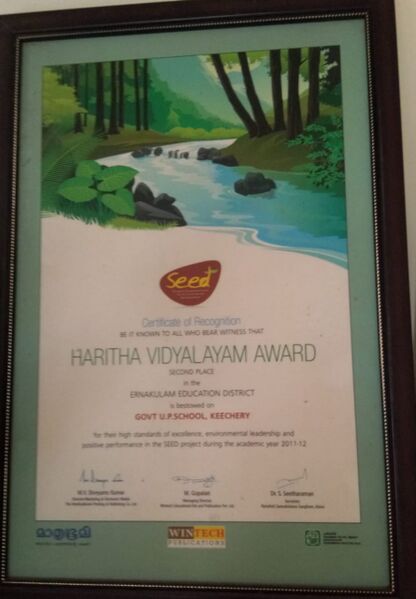 Seed
Certificate of Recognition
BE IT KNOWN TO ALL WHO BEAR WITNESS THAT
HARITHA VIDYALAYAM AWARD
SECOND PLACE
in the
ERNAKULAM EDUCATION DISTRICT
is bestowed on
GOVT U.P.SCHOOL, KEECHERY
for their high standards of excellence, environmental leadership and
positive performance in the SEED project during the academic year 2011-12
M.V. Shreyams Kumar
M. Gopalan
Dr. S. Seetharaman
Managing Director
Secretary
മാതൃഭൂമി
WINTECH
PUBLICATIONS